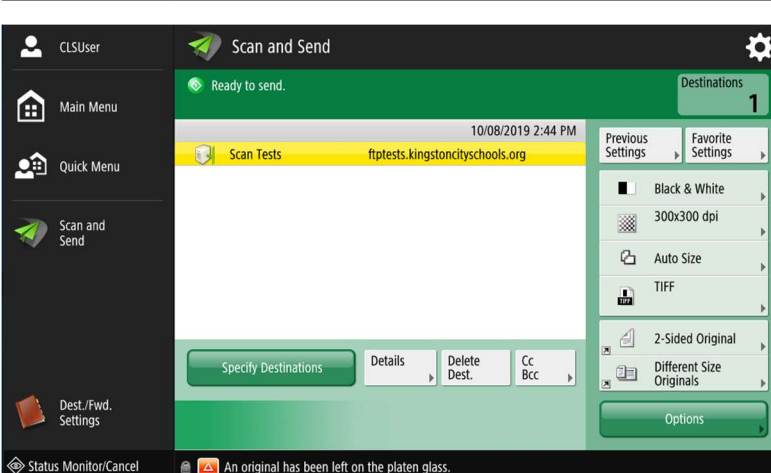 CLSUser
Scan and Send
Ready to send.
Destinations
1
Main Menu
Quick Menu
Scan and
Send
Dest./Fwd.
Settings
10/08/2019 2:44 PM
Scan Tests ftptests.kingstoncityschools.org
Specify Destinations
Details
Delete
Dest.
Cc
Bcc
Previous
Settings
Favorite
Settings
Black & White
300x300 dpi
Auto Size
TIFF
TIFF
2-Sided Original
Different Size
Originals
Options
Status Monitor/Cancel
An original has been left on the platen glass.